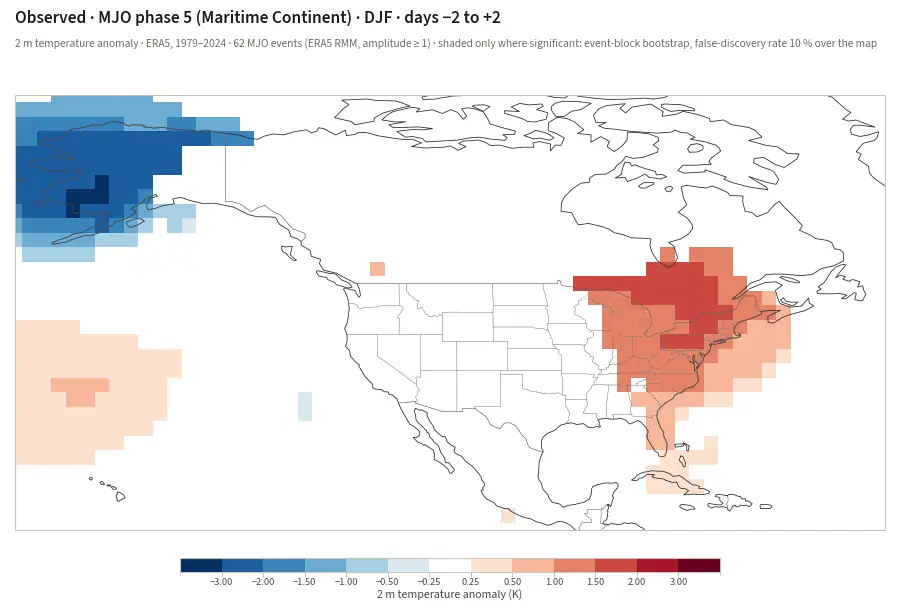 Observed · MJO phase 5 (Maritime Continent) · DJF · days −2 to +2
2 m temperature anomaly · ERA5, 1979–2024 · 62 MJO events (ERA5 RMM, amplitude ≥ 1) · shaded only where significant: event-block bootstrap, false-discovery rate 10 % over the map
−3.00 −2.00 −1.50 −1.00 −0.50 −0.25 0.25 0.50 1.00 1.50 2.00 3.00
2 m temperature anomaly (K)